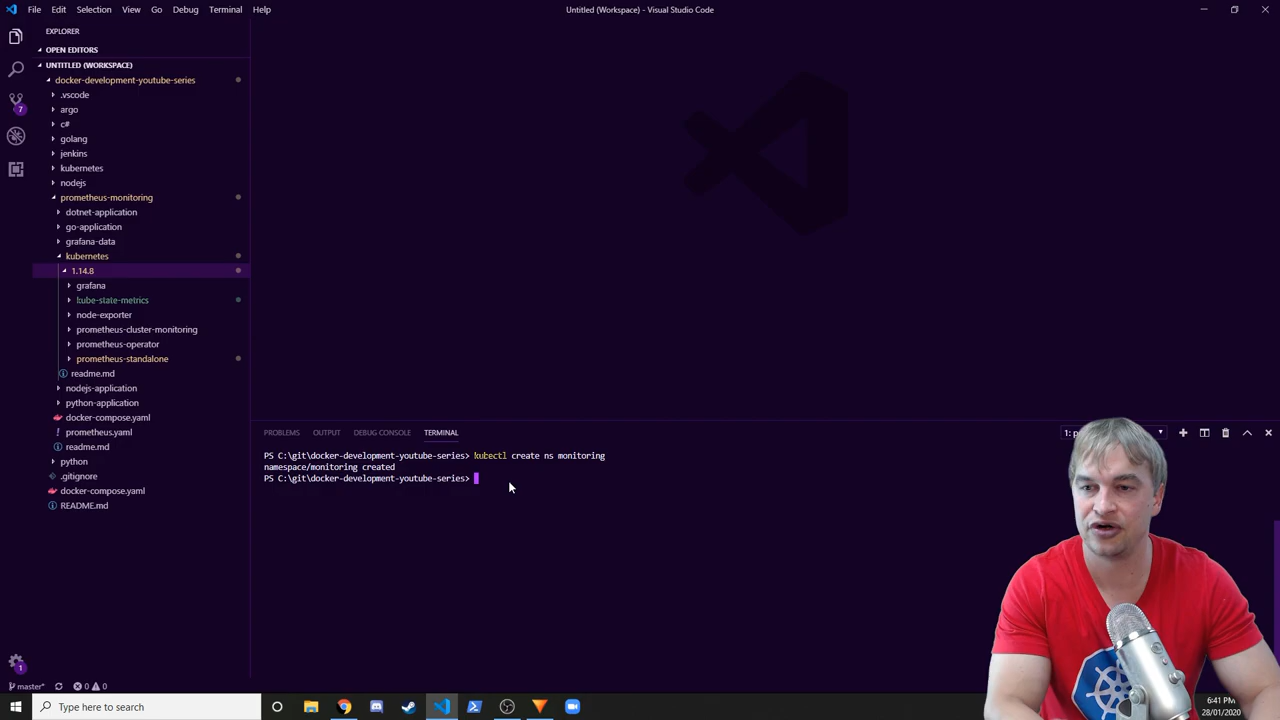 File Edit Selection View Go Debug Terminal Help
Untitled (Workspace) - Visual Studio Code
EXPLORER
OPEN EDITORS
UNTITLED (WORKSPACE)
docker-development-youtube-series
.vscode
argo
c#
golang
jenkins
kubernetes
nodejs
prometheus-monitoring
dotnet-application
go-application
grafana-data
kubernetes
1.14.8
grafana
kube-state-metrics
node-exporter
prometheus-cluster-monitoring
prometheus-operator
prometheus-standalone
readme.md
nodejs-application
python-application
docker-compose.yaml
prometheus.yaml
readme.md
python
.gitignore
docker-compose.yaml
README.md
7
1
PROBLEMS OUTPUT DEBUG CONSOLE TERMINAL
1: p
PS C:\git\docker-development-youtube-series> kubectl create ns monitoring
namespace/monitoring created
PS C:\git\docker-development-youtube-series>
master* 0 0
Type here to search
6:41 PM
28/01/2020